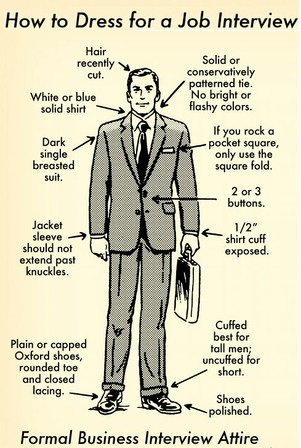 How to Dress for a Job Interview
Hair
recently
cut.
Solid or
conservatively
patterned tie.
No bright or
flashy colors.
White or blue
solid shirt
If you rock a
pocket square,
only use the
square fold.
Dark
single
breasted
suit.
2 or 3
buttons.
Jacket
sleeve
should not
extend past
knuckles.
1/2"
shirt cuff
exposed.
Cuffed
best for
tall men;
uncuffed for
short.
Plain or capped
Oxford shoes,
rounded toe
and closed
lacing.
Shoes
polished.
Formal Business Interview Attire